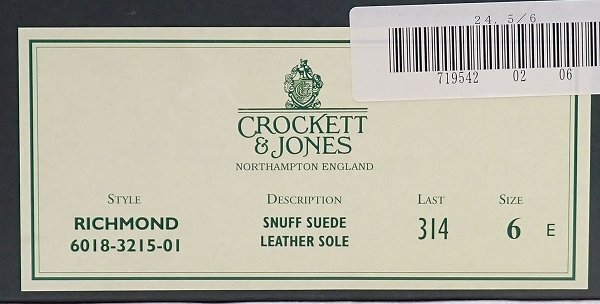 24. 5/6
719542 02 06
CROCKETT
& JONES
NORTHAMPTON ENGLAND
STYLE DESCRIPTION LAST SIZE
RICHMOND SNUFF SUEDE 314 6 E
6018-3215-01 LEATHER SOLE